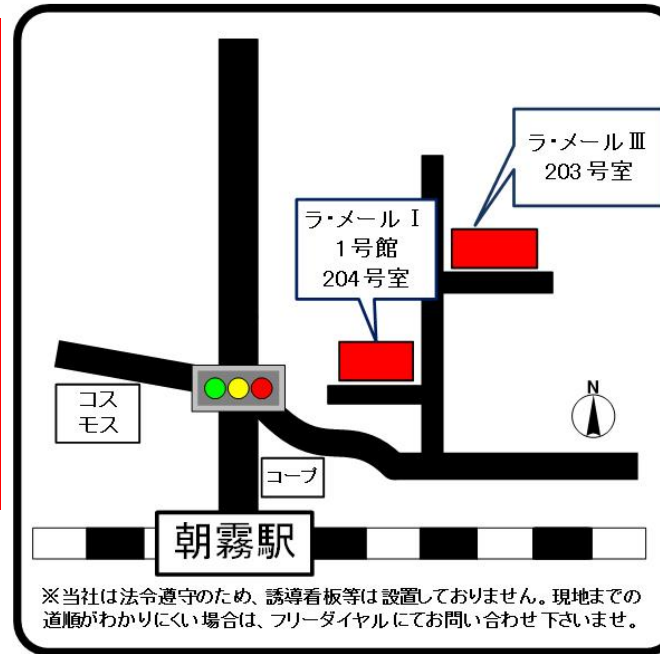 ラ・メールⅢ
203号室
ラ・メールⅠ
1号館
204号室
N
コス
モス
コープ
朝霧駅
※当社は法令遵守のため、誘導看板等は設置しておりません。現地までの
道順がわかりにくい場合は、フリーダイヤルにてお問い合わせ下さいませ。